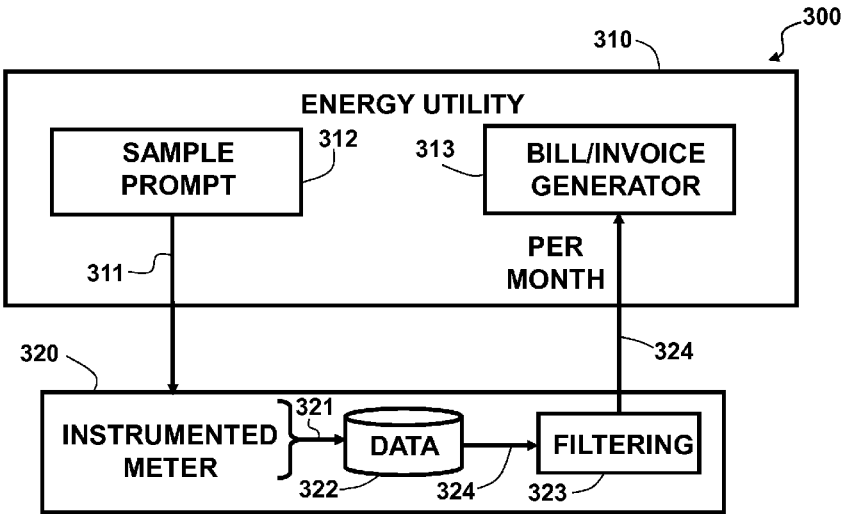 300
310
ENERGY UTILITY
SAMPLE
PROMPT
312
313
BILL/INVOICE
GENERATOR
311
PER
MONTH
320
324
INSTRUMENTED
METER
321
DATA
322
324
FILTERING
323